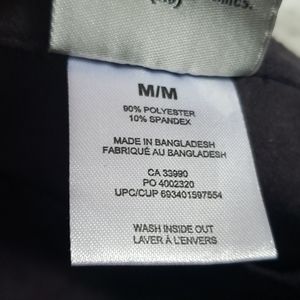 M/M
90% POLYESTER
10% SPANDEX
MADE IN BANGLADESH
FABRIQUÉ AU BANGLADESH
CA 33990
PO 4002320
UPC/CUP 693401597554
WASH INSIDE OUT
LAVER À L'ENVERS